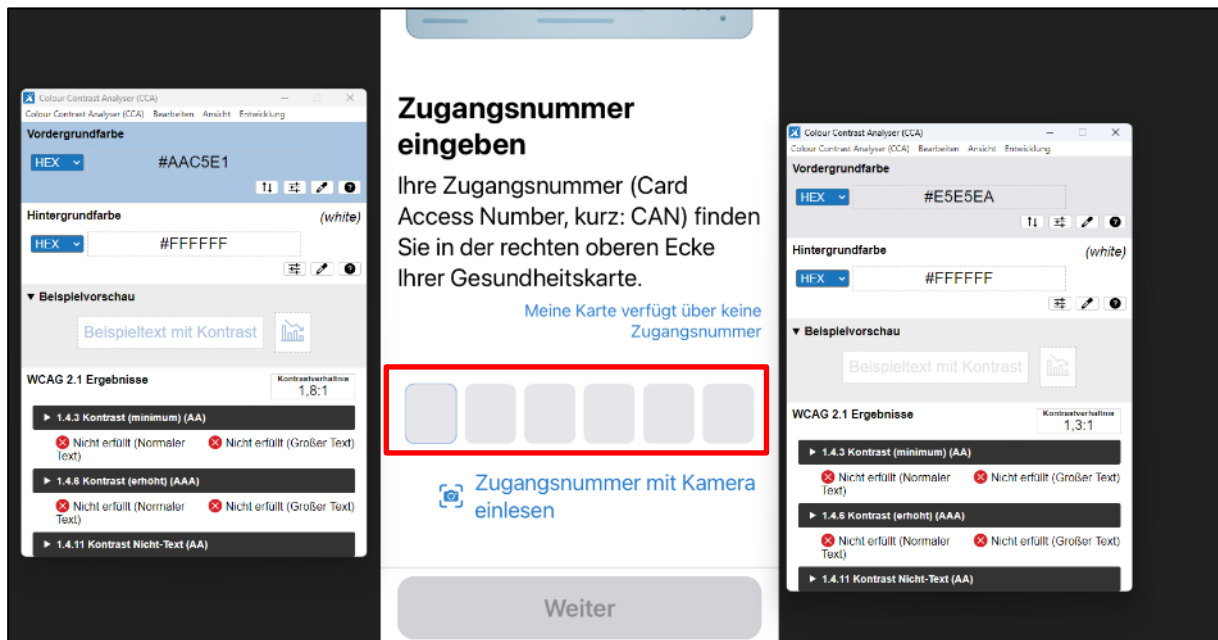 Colour Contrast Analyser (CCA)
Colour Contrast Analyser (CCA) Bearbeiten Ansicht Entwicklung
Vordergrundfarbe
HEX #AAC5E1
Hintergrundfarbe (white)
HEX #FFFFFF
▼ Beispielvorschau
Beispieltext mit Kontrast
WCAG 2.1 Ergebnisse
Kontrastverhältnis
1,8:1
▶ 1.4.3 Kontrast (minimum) (AA)
Nicht erfüllt (Normaler Nicht erfüllt (Großer Text)
Text)
▶ 1.4.6 Kontrast (erhöht) (AAA)
Nicht erfüllt (Normaler Nicht erfüllt (Großer Text)
Text)
▶ 1.4.11 Kontrast Nicht-Text (AA)
Zugangsnummer
eingeben
Ihre Zugangsnummer (Card
Access Number, kurz: CAN) finden
Sie in der rechten oberen Ecke
Ihrer Gesundheitskarte.
Meine Karte verfügt über keine
Zugangsnummer
Zugangsnummer mit Kamera
einlesen
Weiter
Colour Contrast Analyser (CCA)
Colour Contrast Analyser (CCA) Bearbeiten Ansicht Entwicklung
Vordergrundfarbe
HEX #E5E5EA
Hintergrundfarbe (white)
HEX #FFFFFF
▼ Beispielvorschau
Beispieltext mit Kontrast
WCAG 2.1 Ergebnisse
Kontrastverhältnis
1,3:1
▶ 1.4.3 Kontrast (minimum) (AA)
Nicht erfüllt (Normaler Nicht erfüllt (Großer Text)
Text)
▶ 1.4.6 Kontrast (erhöht) (AAA)
Nicht erfüllt (Normaler Nicht erfüllt (Großer Text)
Text)
▶ 1.4.11 Kontrast Nicht-Text (AA)